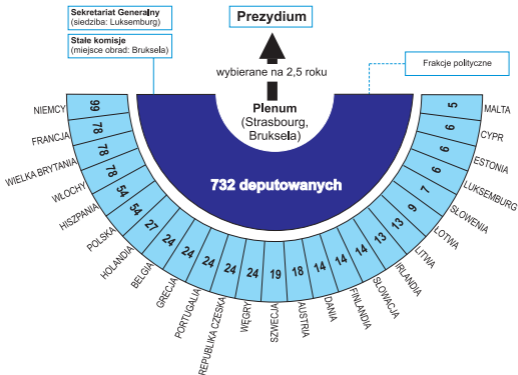 Sekretariat Generalny
(siedziba: Luksemburg)
Stałe komisje
(miejsce obrad: Bruksela)
Prezydium
wybierane na 2,5 roku
Frakcje polityczne
Plenum
(Strasbourg,
Bruksela)
732 deputowanych
NIEMCY 99
FRANCJA 78
WIELKA BRYTANIA 78
WŁOCHY 78
HISZPANIA 54
POLSKA 54
HOLANDIA 27
BELGIA 24
GRECJA 24
PORTUGALIA 24
REPUBLIKA CZESKA 24
WĘGRY 24
SZWECJA 19
AUSTRIA 18
DANIA 14
FINLANDIA 14
SŁOWACJA 14
IRLANDIA 13
LITWA 13
ŁOTWA 9
SŁOWENIA 7
LUKSEMBURG 6
ESTONIA 6
CYPR 6
MALTA 5